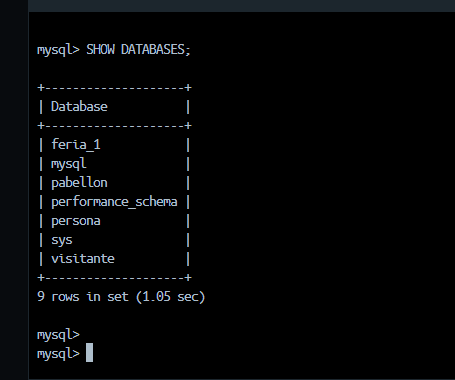 mysql> SHOW DATABASES;
+--------------------+
| Database           |
+--------------------+
| feria_1            |
| mysql              |
| pabellon           |
| performance_schema |
| persona            |
| sys                |
| visitante          |
+--------------------+
9 rows in set (1.05 sec)
mysql>
mysql>